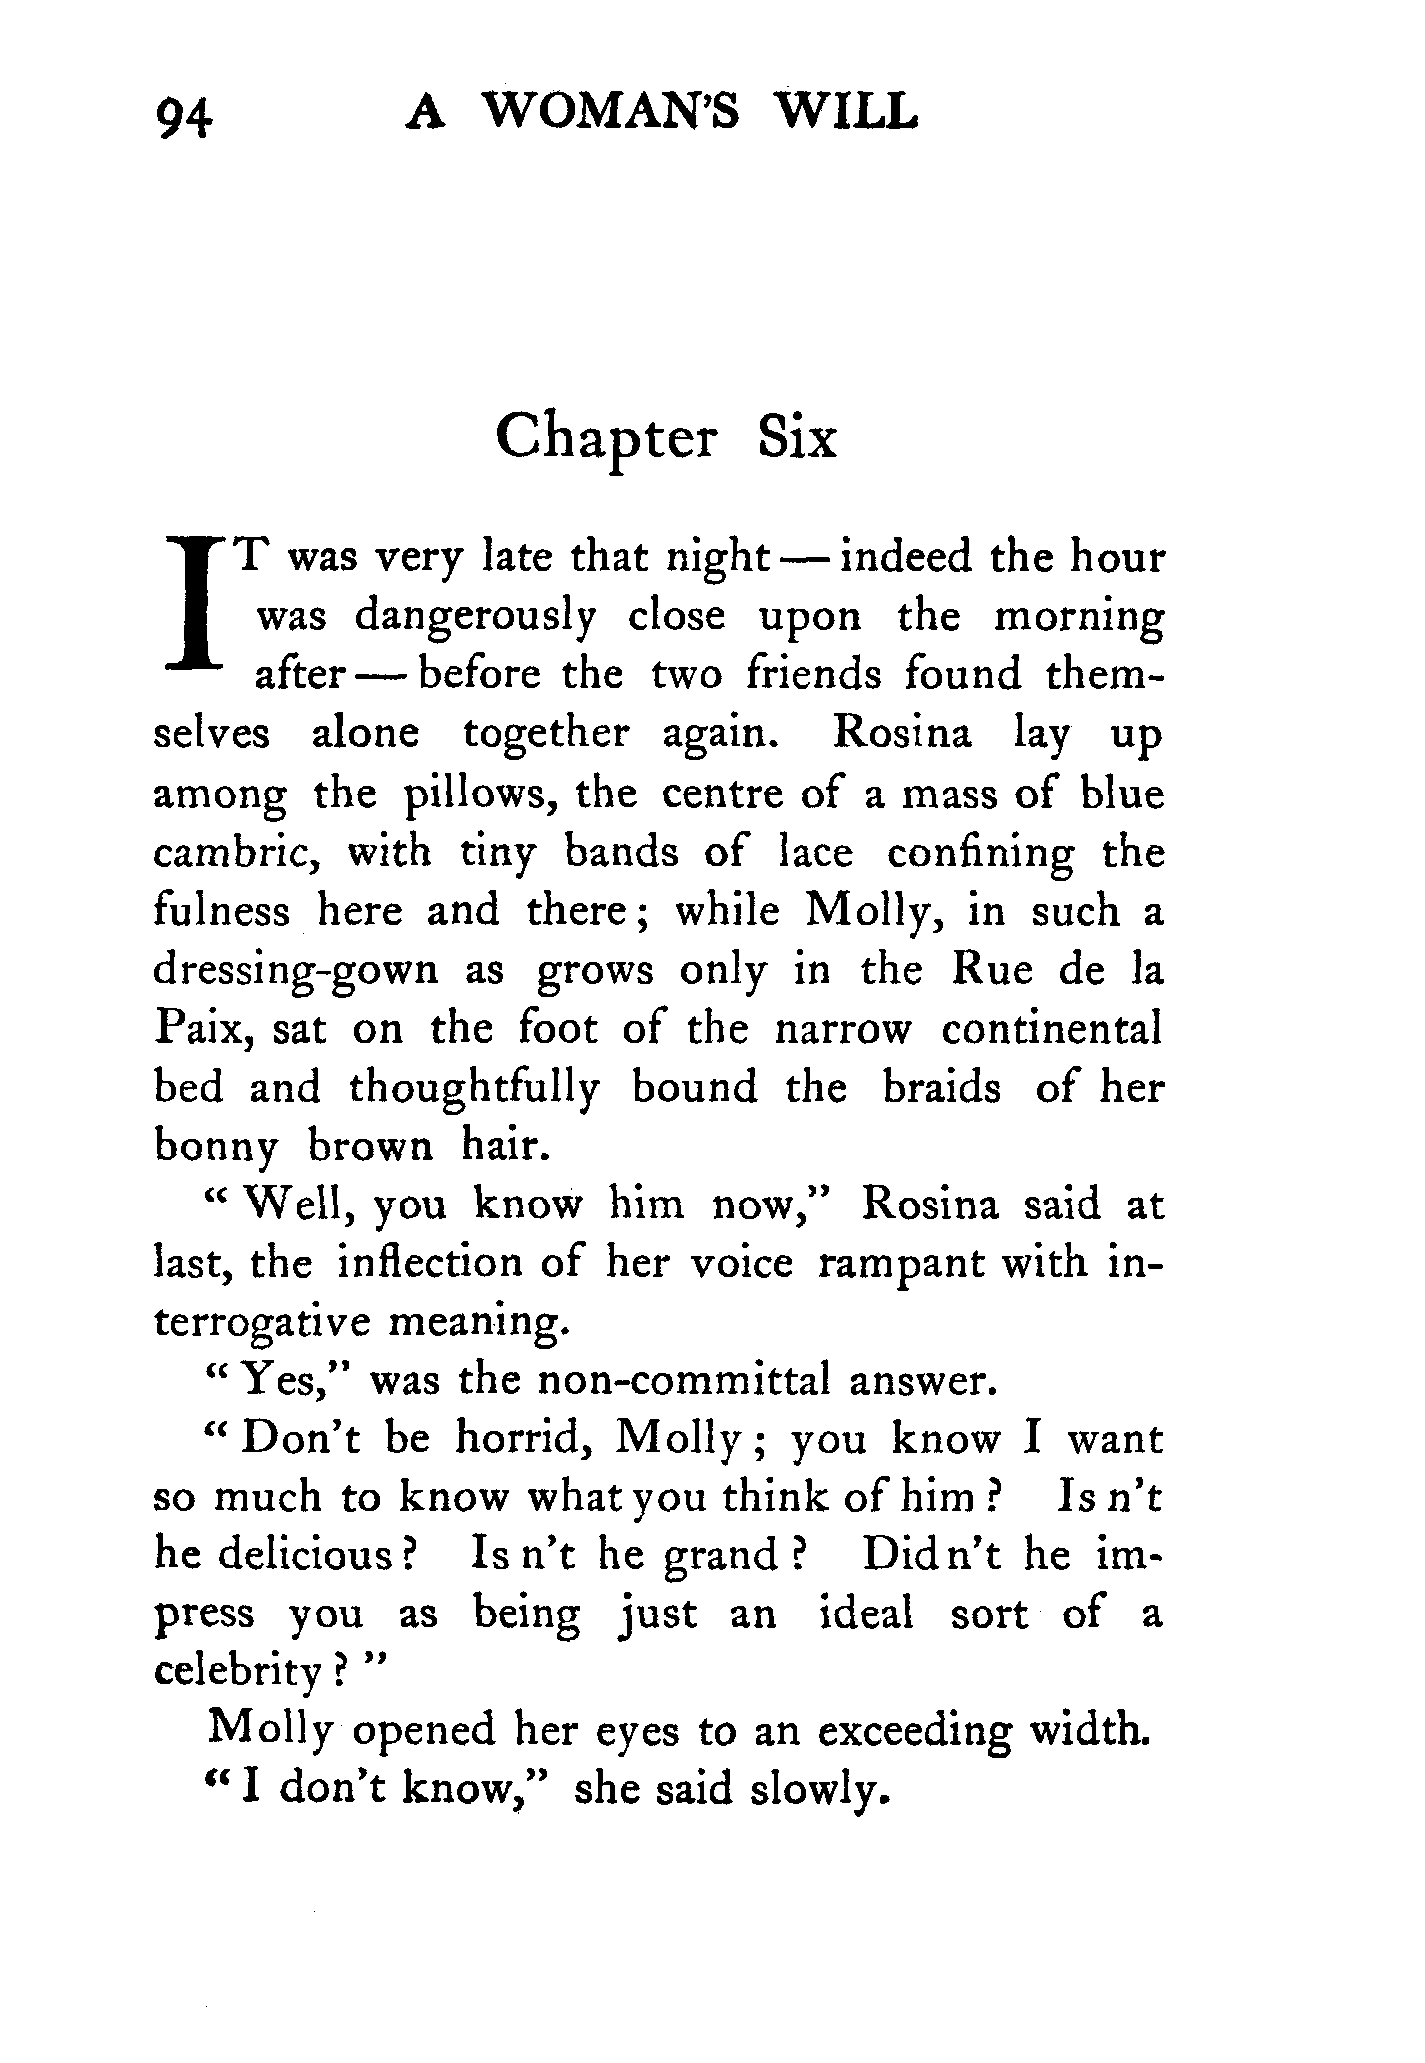 94 A WOMAN'S WILL
Chapter Six
IT was very late that night — indeed the hour
was dangerously close upon the morning
after — before the two friends found them-
selves alone together again. Rosina lay up
among the pillows, the centre of a mass of blue
cambric, with tiny bands of lace confining the
fulness here and there; while Molly, in such a
dressing-gown as grows only in the Rue de la
Paix, sat on the foot of the narrow continental
bed and thoughtfully bound the braids of her
bonny brown hair.
“ Well, you know him now,” Rosina said at
last, the inflection of her voice rampant with in-
terrogative meaning.
“ Yes,” was the non-committal answer.
“ Don't be horrid, Molly ; you know I want
so much to know what you think of him ? Is n't
he delicious ? Is n't he grand ? Did n't he im-
press you as being just an ideal sort of a
celebrity ? ”
Molly opened her eyes to an exceeding width.
“ I don't know,” she said slowly.